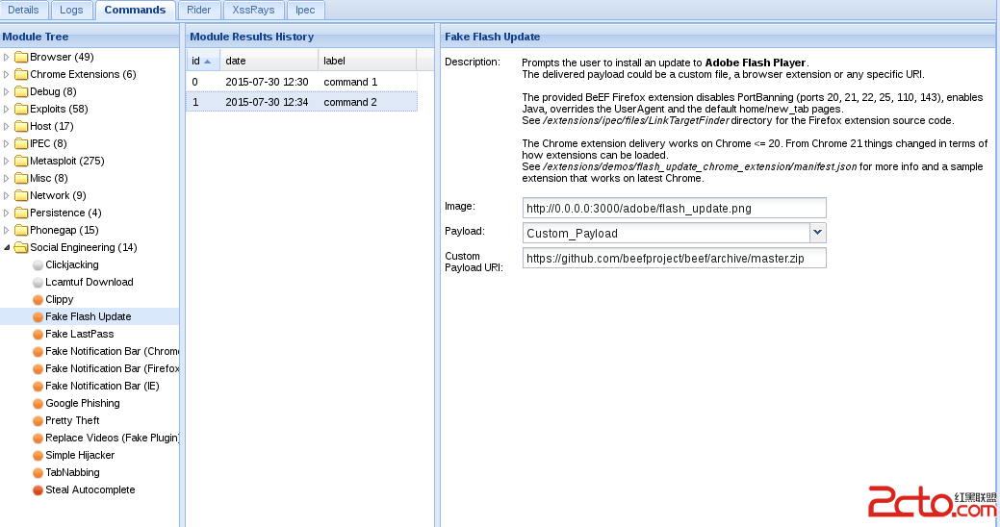 Details Logs Commands Rider XssRays Ipec
Module Tree
Browser (49)
Chrome Extensions (6)
Debug (8)
Exploits (58)
Host (17)
IPEC (8)
Metasploit (275)
Misc (8)
Network (9)
Persistence (4)
Phonegap (15)
Social Engineering (14)
Clickjacking
Lcamtuf Download
Clippy
Fake Flash Update
Fake LastPass
Fake Notification Bar (Chrome
Fake Notification Bar (Firefox
Fake Notification Bar (IE)
Google Phishing
Pretty Theft
Replace Videos (Fake Plugin)
Simple Hijacker
TabNabbing
Steal Autocomplete
Module Results History
id date label
0 2015-07-30 12:30 command 1
1 2015-07-30 12:34 command 2
Fake Flash Update
Description: Prompts the user to install an update to Adobe Flash Player.
The delivered payload could be a custom file, a browser extension or any specific URI.
The provided BeEF Firefox extension disables PortBanning (ports 20, 21, 22, 25, 110, 143), enables
Java, overrides the UserAgent and the default home/new_tab pages.
See /extensions/ipec/files/LinkTargetFinder directory for the Firefox extension source code.
The Chrome extension delivery works on Chrome <= 20. From Chrome 21 things changed in terms of
how extensions can be loaded.
See /extensions/demos/flash_update_chrome_extension/manifest.json for more info and a sample
extension that works on latest Chrome.
Image: http://0.0.0.0:3000/adobe/flash_update.png
Payload: Custom_Payload
Custom
Payload URI: https://github.com/beefproject/beef/archive/master.zip
2cto 红黑联盟
.com